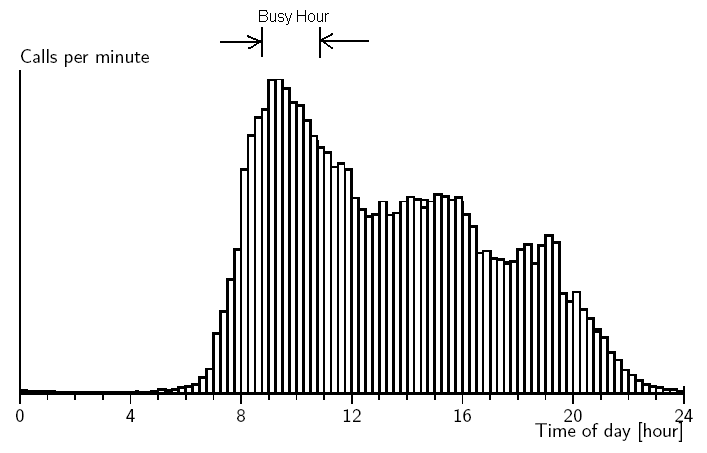 Busy Hour
Calls per minute
0 4 8 12 16 20 24
Time of day [hour]